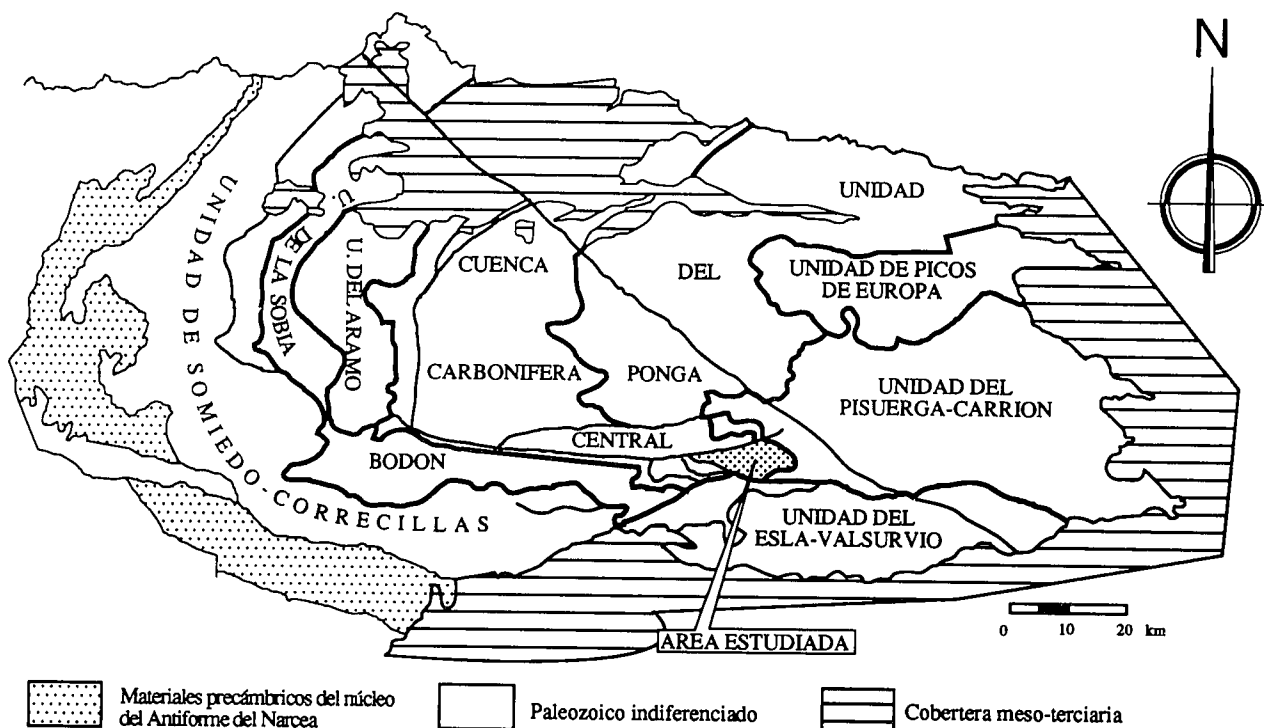 N
UNIDAD DE SOMIEDO-CORRECILLAS
U. DE LA SOBIA
U. DEL ARAMO
CUENCA
CARBONIFERA
CENTRAL
UNIDAD
DEL
PONGA
UNIDAD DE PICOS
DE EUROPA
UNIDAD DEL
PISUERGA-CARRION
BODON
UNIDAD DEL
ESLA-VALSURVIO
AREA ESTUDIADA
0 10 20 km
Materiales precámbricos del núcleo
del Antiforme del Narcea
Paleozoico indiferenciado
Cobertera meso-terciaria